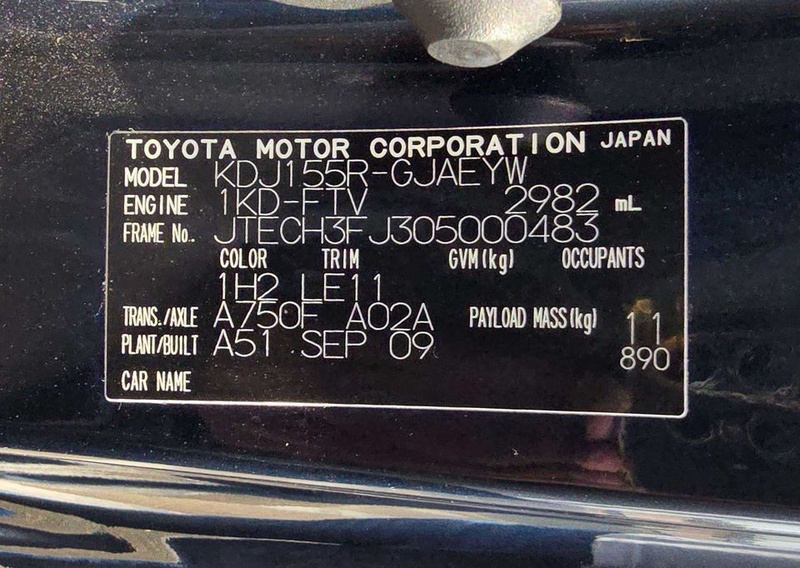 TOYOTA MOTOR CORPORATION JAPAN
MODEL KDJ155R-GJAEYW
ENGINE 1KD-FTV 2982 mL
FRAME No. JTECH3FJ305000483
COLOR TRIM GVM(kg) OCCUPANTS
1H2 LE11
TRANS./AXLE A750F A02A PAYLOAD MASS(kg) 11
PLANT/BUILT A51 SEP 09 890
CAR NAME